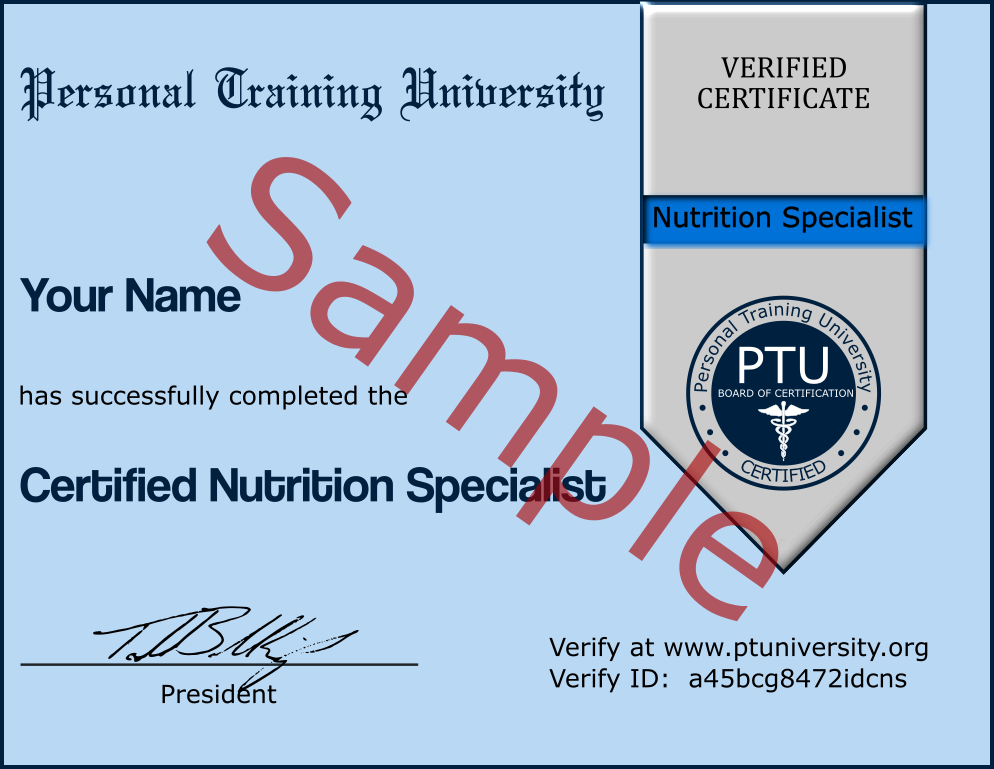 Personal Training University
VERIFIED
CERTIFICATE
Nutrition Specialist
Your Name
has successfully completed the
Certified Nutrition Specialist
Personal Training University
PTU
BOARD OF CERTIFICATION
CERTIFIED
Sample
President
Verify at www.ptuniversity.org
Verify ID: a45bcg8472idcns